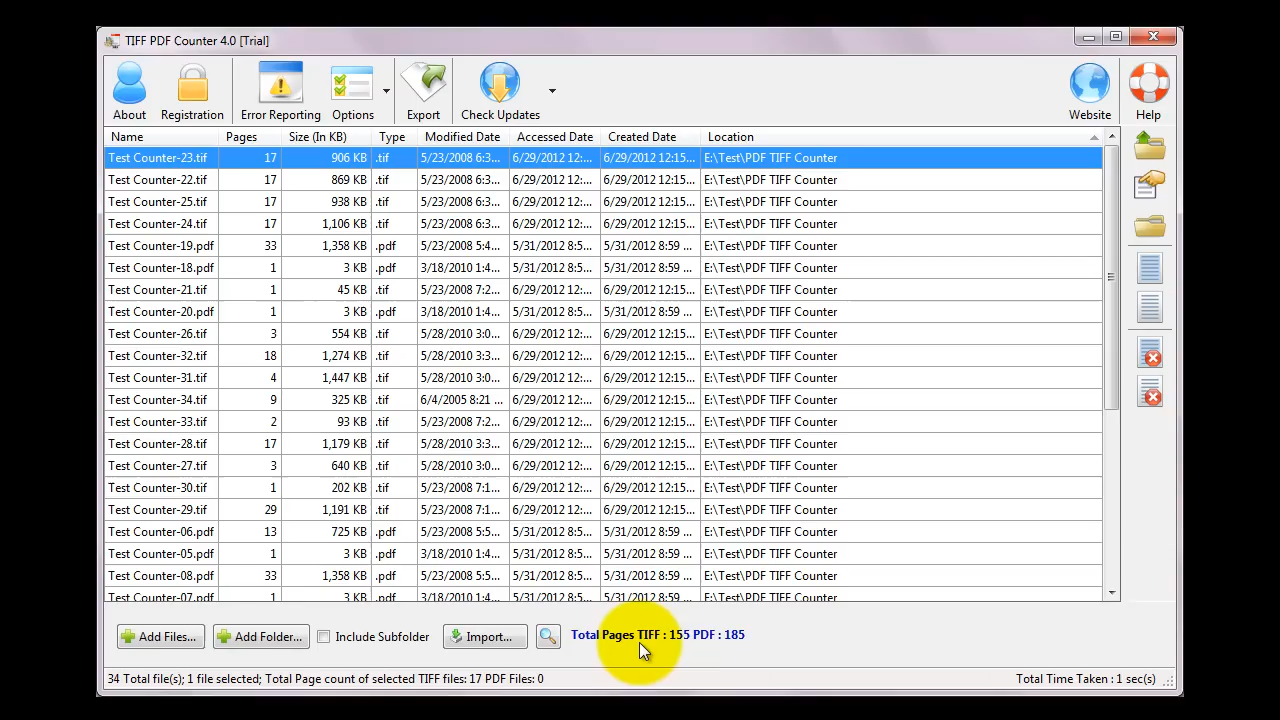 TIFF PDF Counter 4.0 [Trial]
About Registration Error Reporting Options Export Check Updates Website Help
Name Pages Size (In KB) Type Modified Date Accessed Date Created Date Location
Test Counter-23.tif 17 906 KB .tif 5/23/2008 6:3... 6/29/2012 12:... 6/29/2012 12:15... E:\Test\PDF TIFF Counter
Test Counter-22.tif 17 869 KB .tif 5/23/2008 6:3... 6/29/2012 12:... 6/29/2012 12:15... E:\Test\PDF TIFF Counter
Test Counter-25.tif 17 938 KB .tif 5/23/2008 6:3... 6/29/2012 12:... 6/29/2012 12:15... E:\Test\PDF TIFF Counter
Test Counter-24.tif 17 1,106 KB .tif 5/23/2008 6:3... 6/29/2012 12:... 6/29/2012 12:15... E:\Test\PDF TIFF Counter
Test Counter-19.pdf 33 1,358 KB .pdf 5/23/2008 5:4... 5/31/2012 8:5... 5/31/2012 8:59 ... E:\Test\PDF TIFF Counter
Test Counter-18.pdf 1 3 KB .pdf 3/18/2010 1:4... 5/31/2012 8:5... 5/31/2012 8:59 ... E:\Test\PDF TIFF Counter
Test Counter-21.tif 1 45 KB .tif 5/23/2008 7:2... 6/29/2012 12:... 6/29/2012 12:15... E:\Test\PDF TIFF Counter
Test Counter-20.pdf 1 3 KB .pdf 1:4... 5/31/2012 8:5... 5/31/2012 8:59 ... E:\Test\PDF TIFF Counter
Test Counter-26.tif 3 554 KB .tif 3:0... 6/29/2012 12:... 6/29/2012 12:15... E:\Test\PDF TIFF Counter
Test Counter-32.tif 18 1,274 KB .tif 3:3... 6/29/2012 12:... 6/29/2012 12:15... E:\Test\PDF TIFF Counter
Test Counter-31.tif 4 1,447 KB .tif 3:0... 6/29/2012 12:... 6/29/2012 12:15... E:\Test\PDF TIFF Counter
Test Counter-34.tif 9 325 KB .tif 6/4/2005 8:21 ... 6/29/2012 12:... 6/29/2012 12:15... E:\Test\PDF TIFF Counter
Test Counter-33.tif 2 93 KB .tif 5/23/2008 7:2... 6/29/2012 12:... 6/29/2012 12:15... E:\Test\PDF TIFF Counter
Test Counter-28.tif 17 1,179 KB .tif 5/28/2010 3:3... 6/29/2012 12:... 6/29/2012 12:15... E:\Test\PDF TIFF Counter
Test Counter-27.tif 3 640 KB .tif 5/28/2010 3:0... 6/29/2012 12:... 6/29/2012 12:15... E:\Test\PDF TIFF Counter
Test Counter-30.tif 1 202 KB .tif 5/23/2008 7:1... 6/29/2012 12:... 6/29/2012 12:15... E:\Test\PDF TIFF Counter
Test Counter-29.tif 29 1,191 KB .tif 5/23/2008 7:1... 6/29/2012 12:... 6/29/2012 12:15... E:\Test\PDF TIFF Counter
Test Counter-06.pdf 13 725 KB .pdf 5/23/2008 5:5... 5/31/2012 8:5... 5/31/2012 8:59 ... E:\Test\PDF TIFF Counter
Test Counter-05.pdf 1 3 KB .pdf 3/18/2010 1:4... 5/31/2012 8:5... 5/31/2012 8:59 ... E:\Test\PDF TIFF Counter
Test Counter-08.pdf 33 1,358 KB .pdf 5/23/2008 5:5... 5/31/2012 8:5... 5/31/2012 8:59 ... E:\Test\PDF TIFF Counter
Test Counter-07.pdf 1 3 KB .pdf 3/18/2010 1:4... 5/31/2012 8:5... 5/31/2012 8:59 ... E:\Test\PDF TIFF Counter
Add Files... Add Folder... Include Subfolder Import... Total Pages TIFF : 155 PDF : 185
34 Total file(s); 1 file selected; Total Page count of selected TIFF files: 17 PDF Files: 0 Total Time Taken : 1 sec(s)